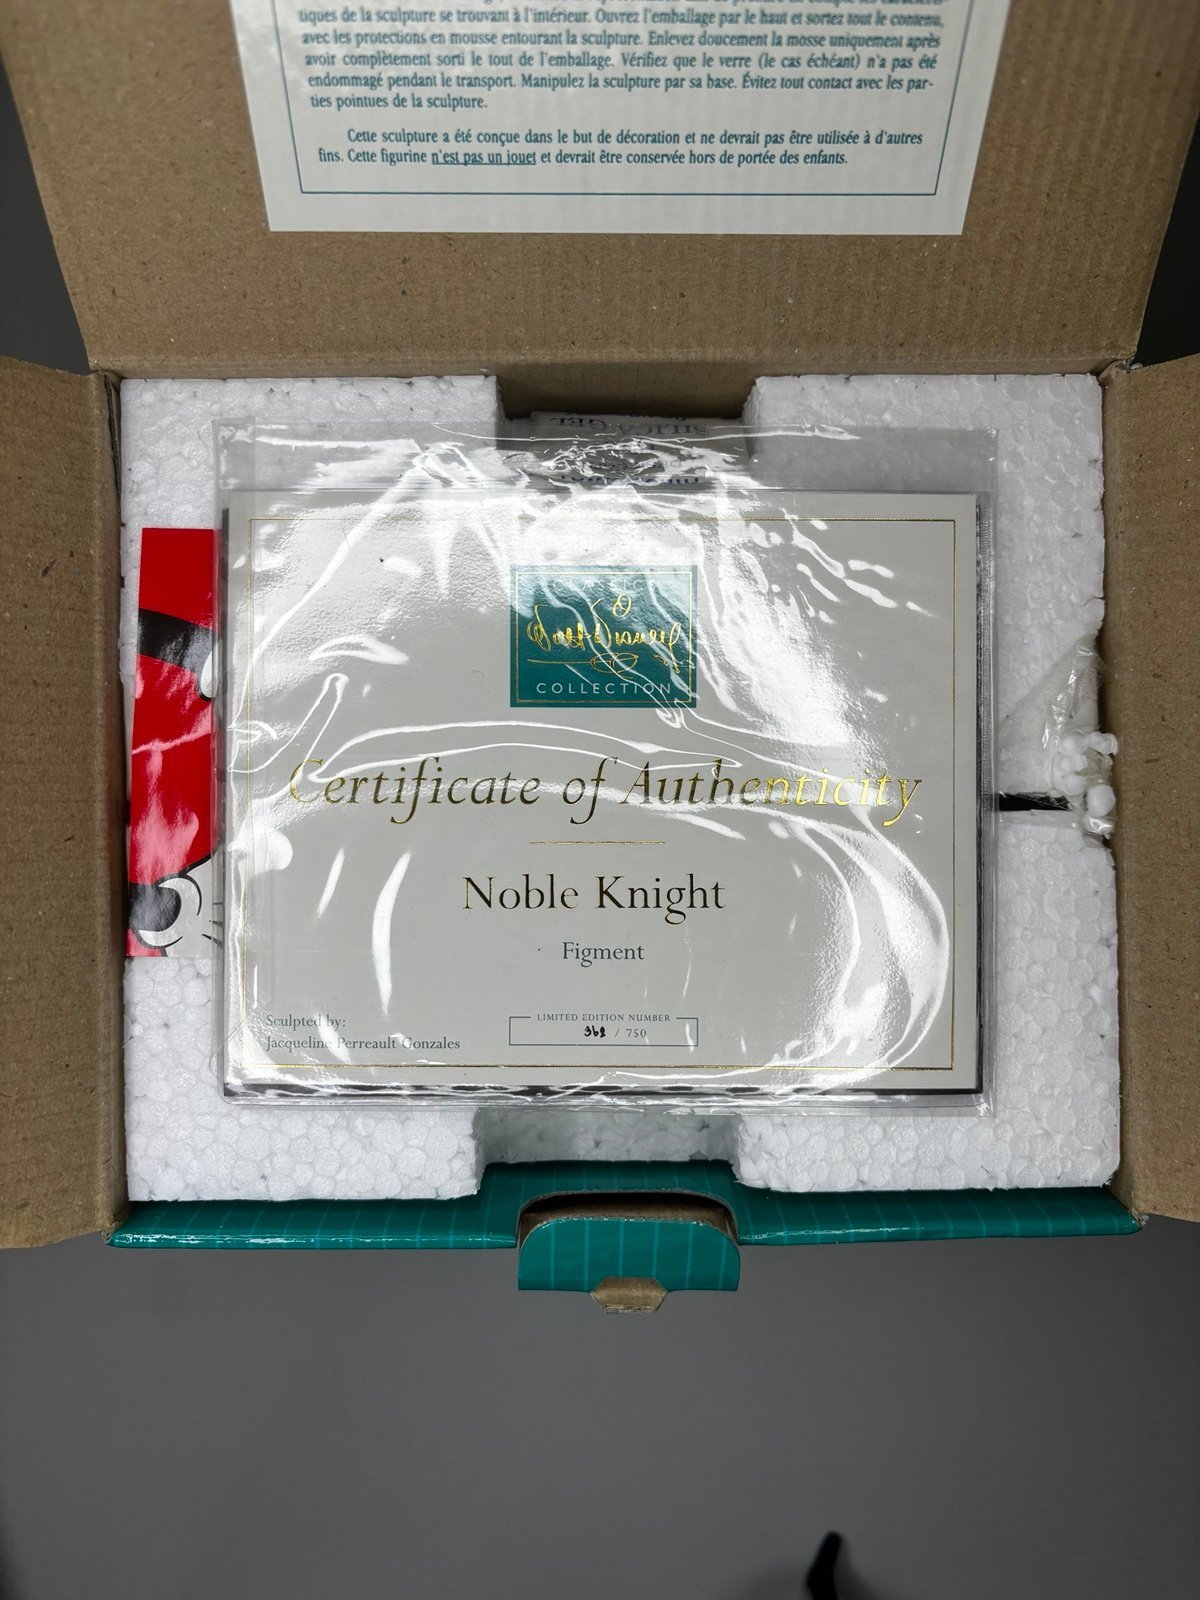 tiques de la sculpture se trouvant à l'intérieur. Ouvrez l'emballage par le haut et sortez tout le contenu,
avec les protections en mousse entourant la sculpture. Enlevez doucement la mosse uniquement après
avoir complètement sorti le tout de l'emballage. Vérifiez que le verre (le cas échéant) n'a pas été
endommagé pendant le transport. Manipulez la sculpture par sa base. Évitez tout contact avec les par-
ties pointues de la sculpture.
Cette sculpture a été conçue dans le but de décoration et ne devrait pas être utilisée à d'autres
fins. Cette figurine n'est pas un jouet et devrait être conservée hors de portée des enfants.
SILICA GEL
CLASSICS
Walt Disney
COLLECTION
Certificate of Authenticity
Noble Knight
Figment
Sculpted by:
Jacqueline Perreault Gonzales
LIMITED EDITION NUMBER
/ 750